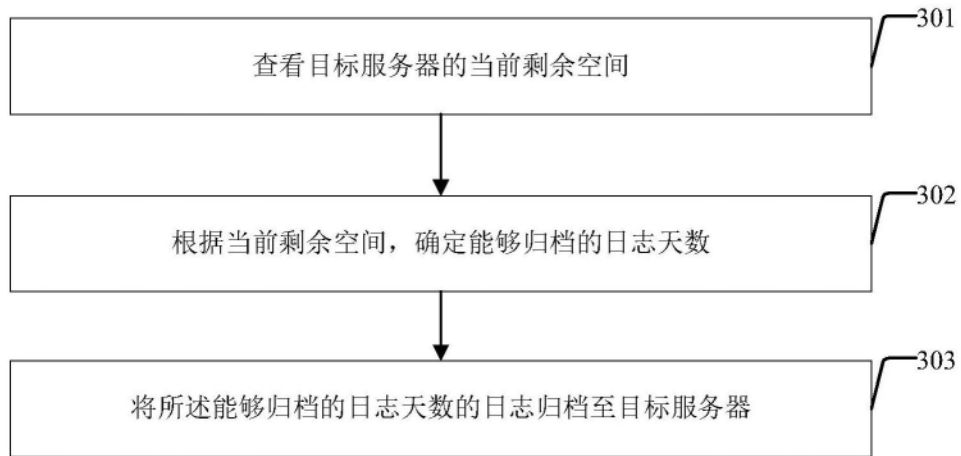 301
查看目标服务器的当前剩余空间
302
根据当前剩余空间，确定能够归档的日志天数
303
将所述能够归档的日志天数的日志归档至目标服务器